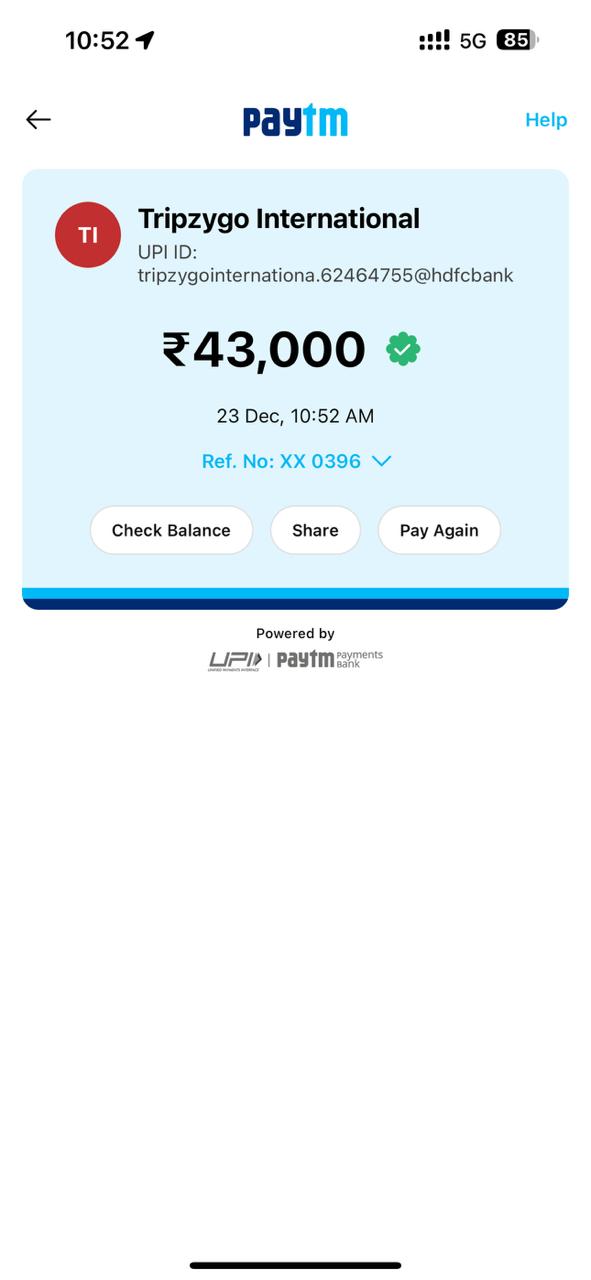 10:52 5G 85
paytm Help
TI Tripzygo International
UPI ID:
tripzygointernationa.62464755@hdfcbank
₹43,000
23 Dec, 10:52 AM
Ref. No: XX 0396
Check Balance Share Pay Again
Powered by
UPI | paytm Payments Bank
UNIFIED PAYMENTS INTERFACE